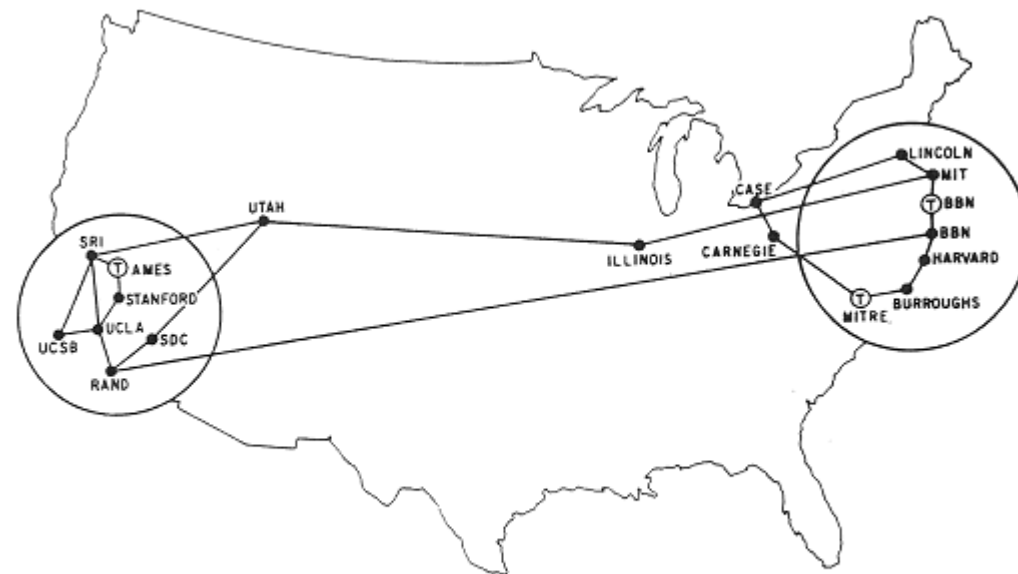 LINCOLN
MIT
CASE
T BBN
UTAH
BBN
SRI
ILLINOIS
CARNEGIE
HARVARD
T AMES
STANFORD
BURROUGHS
T
MITRE
UCLA
SDC
UCSB
RAND